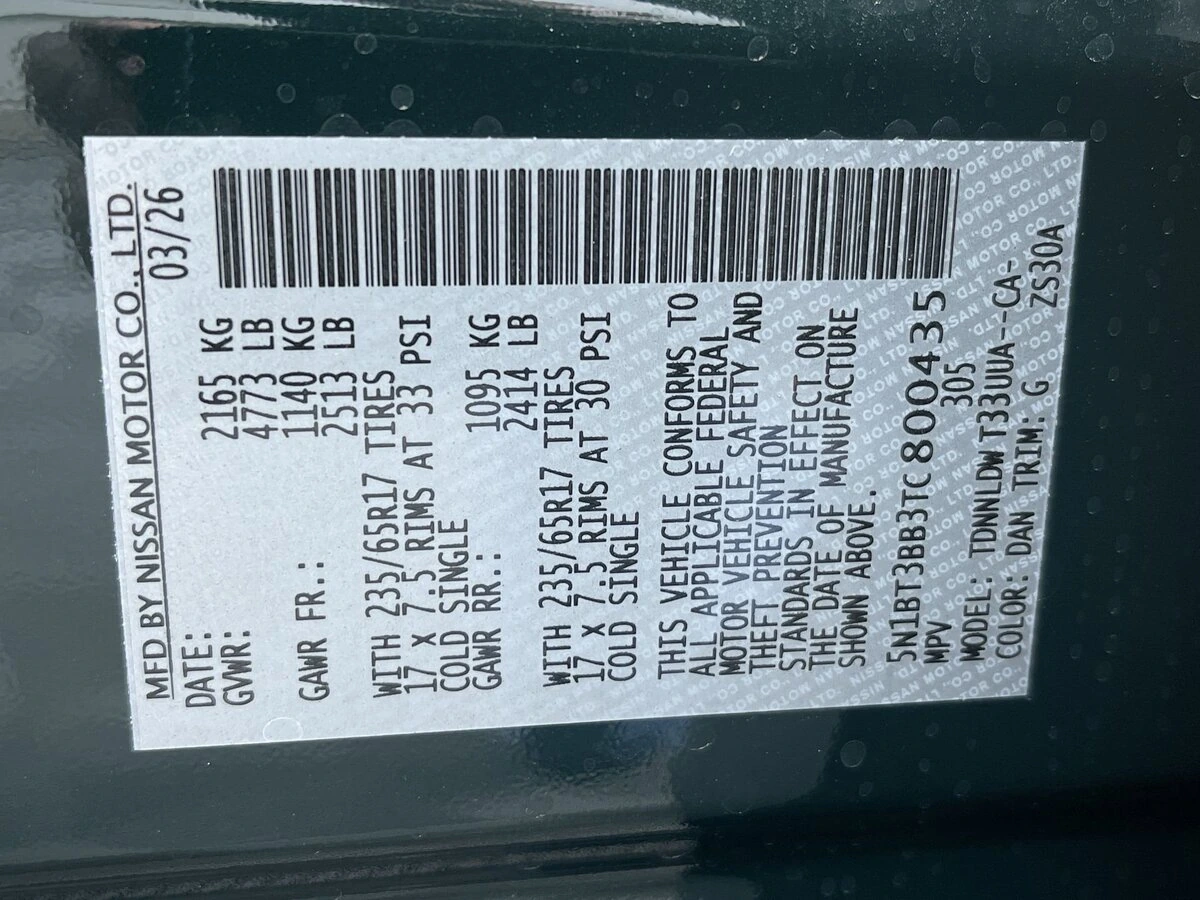 MFD BY NISSAN MOTOR CO., LTD.
DATE: 03/26
GVWR: 2165 KG
4773 LB
GAWR FR.: 1140 KG
2513 LB
WITH 235/65R17 TIRES
17 X 7.5 RIMS AT 33 PSI
COLD SINGLE
GAWR RR.: 1095 KG
2414 LB
WITH 235/65R17 TIRES
17 X 7.5 RIMS AT 30 PSI
COLD SINGLE
THIS VEHICLE CONFORMS TO
ALL APPLICABLE FEDERAL
MOTOR VEHICLE SAFETY AND
THEFT PREVENTION
STANDARDS IN EFFECT ON
THE DATE OF MANUFACTURE
SHOWN ABOVE.
5N1BT3BB3TC800435
MPV 305
MODEL: TDNNLDWT33UUA--CA-
COLOR: DAN TRIM: G ZS30A